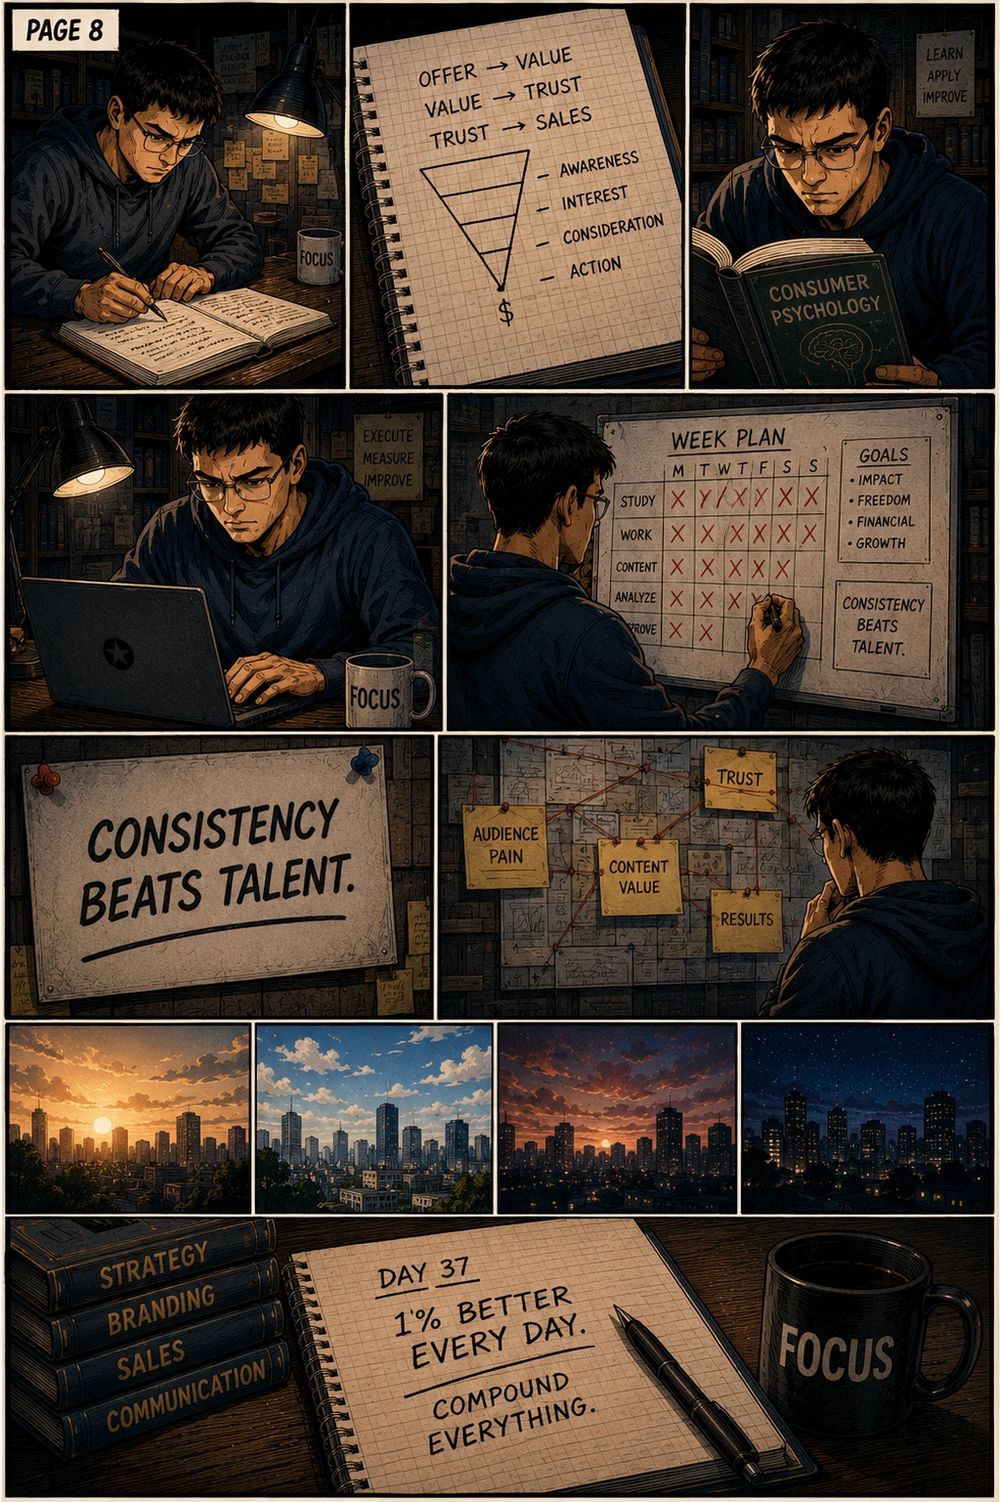 PAGE 8
FOCUS
OFFER → VALUE
VALUE → TRUST
TRUST → SALES
– AWARENESS
– INTEREST
– CONSIDERATION
– ACTION
$
LEARN
APPLY
IMPROVE
CONSUMER
PSYCHOLOGY
EXECUTE
MEASURE
IMPROVE
FOCUS
WEEK PLAN
M T W T F S S
STUDY X X X X X X
WORK X X X X X X
CONTENT X X X X X
ANALYZE X X X
PROVE X X
GOALS
• IMPACT
• FREEDOM
• FINANCIAL
• GROWTH
CONSISTENCY
BEATS
TALENT.
CONSISTENCY
BEATS TALENT.
AUDIENCE
PAIN
CONTENT
VALUE
TRUST
RESULTS
STRATEGY
BRANDING
SALES
COMMUNICATION
DAY 37
1% BETTER
EVERY DAY.
COMPOUND
EVERYTHING.
FOCUS